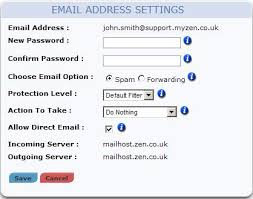 EMAIL ADDRESS SETTINGS
Email Address : john.smith@support.myzen.co.uk
New Password :
Confirm Password :
Choose Email Option : Spam Forwarding
Protection Level : Default Filter
Action To Take : Do Nothing
Allow Direct Email :
Incoming Server : mailhost.zen.co.uk
Outgoing Server : mailhost.zen.co.uk
Save Cancel